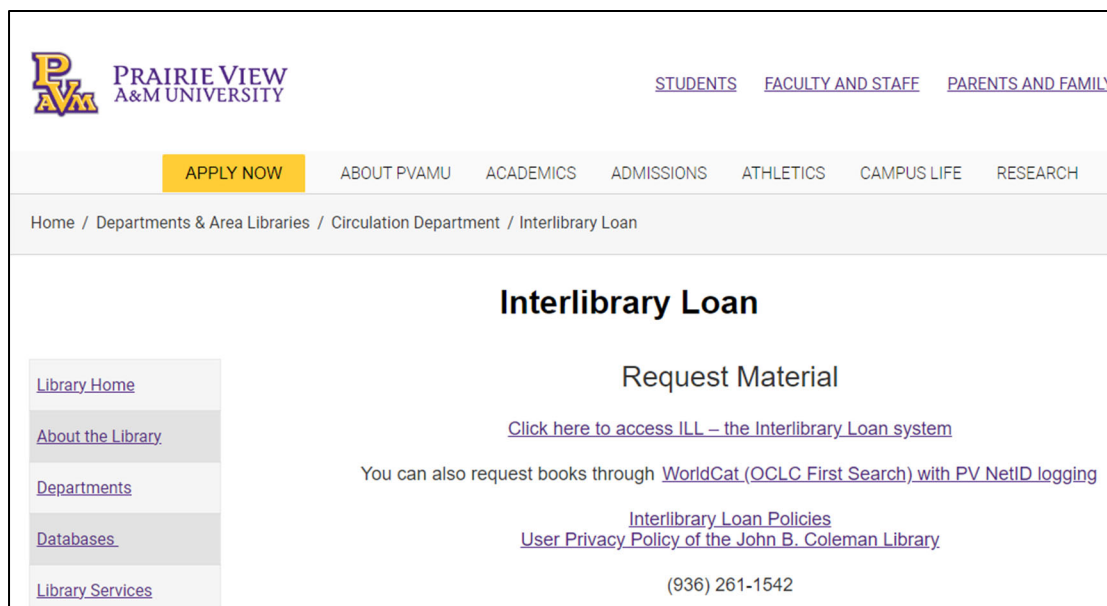 PVAM
PRAIRIE VIEW
A&M UNIVERSITY
STUDENTS FACULTY AND STAFF PARENTS AND FAMILY
APPLY NOW ABOUT PVAMU ACADEMICS ADMISSIONS ATHLETICS CAMPUS LIFE RESEARCH
Home / Departments & Area Libraries / Circulation Department / Interlibrary Loan
Interlibrary Loan
Library Home
About the Library
Departments
Databases
Library Services
Request Material
Click here to access ILL – the Interlibrary Loan system
You can also request books through WorldCat (OCLC First Search) with PV NetID logging
Interlibrary Loan Policies
User Privacy Policy of the John B. Coleman Library
(936) 261-1542